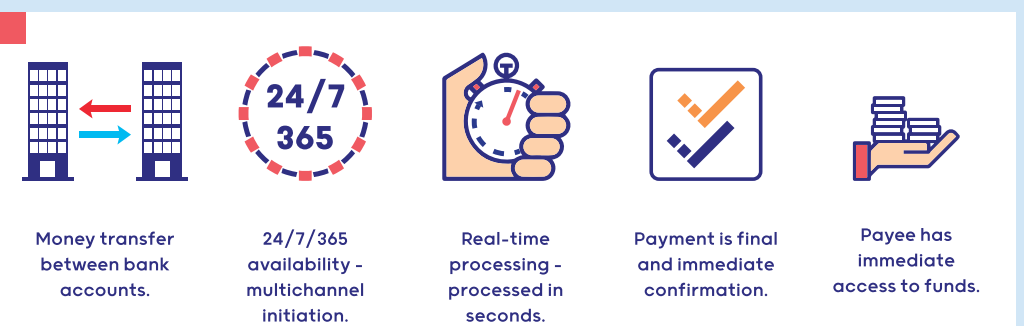 24/7
365
Money transfer
between bank
accounts.
24/7/365
availability -
multichannel
initiation.
Real-time
processing -
processed in
seconds.
Payment is final
and immediate
confirmation.
Payee has
immediate
access to funds.